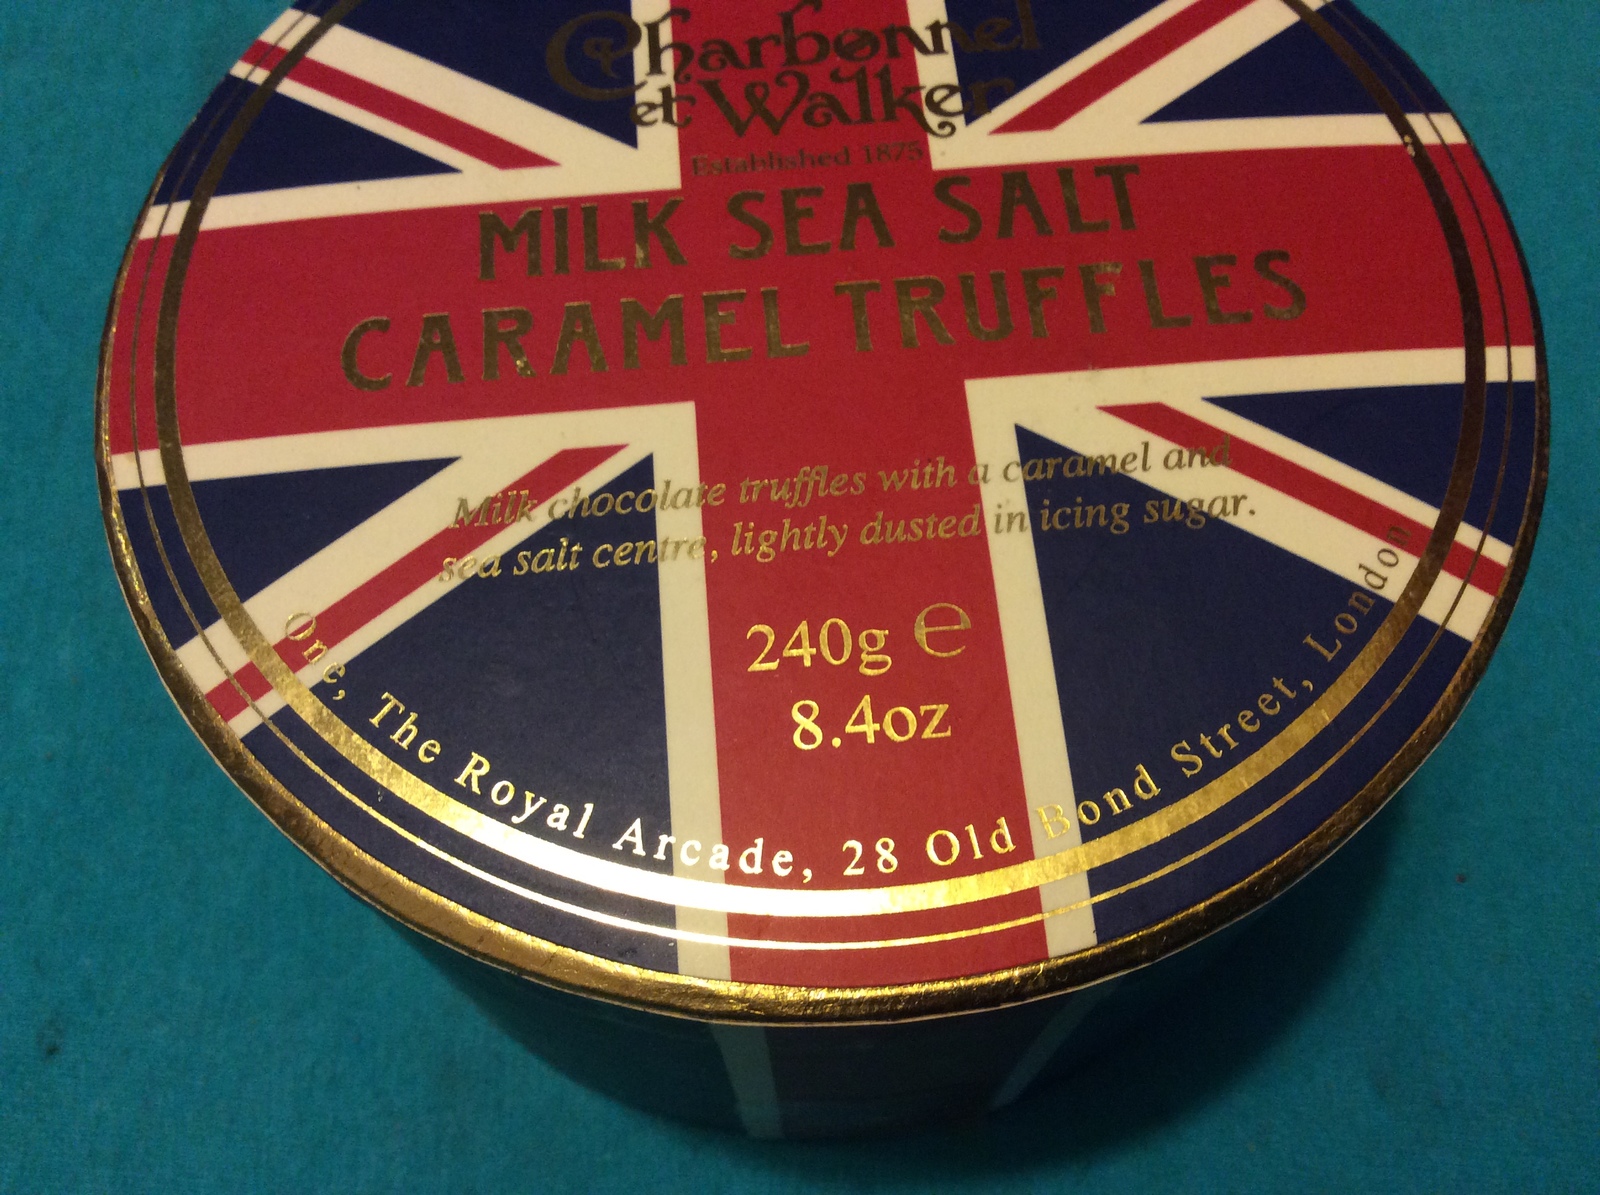 Charbonnel
et Walker
Established 1875
MILK SEA SALT
CARAMEL TRUFFLES
Milk chocolate truffles with a caramel and
sea salt centre, lightly dusted in icing sugar.
240g ℮
8.4oz
One, The Royal Arcade, 28 Old Bond Street, London